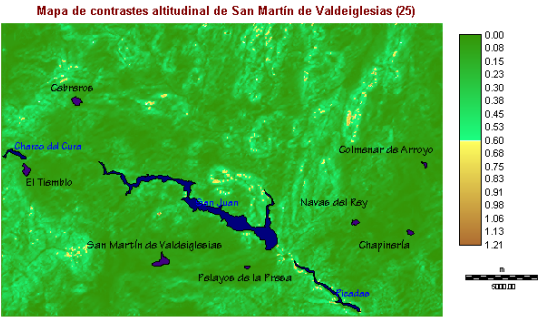 Mapa de contrastes altitudinal de San Martín de Valdeiglesias (25)
0.00
0.08
0.15
0.23
0.30
0.38
0.45
0.53
0.60
0.68
0.75
0.83
0.91
0.98
1.06
1.13
1.21
Cebreros
Charco del Cura
Colmenar de Arroyo
El Tiemblo
San Juan
Navas del Rey
San Martín de Valdeiglesias
Chapinería
Pelayos de la Presa
Picadas
m
5000.00